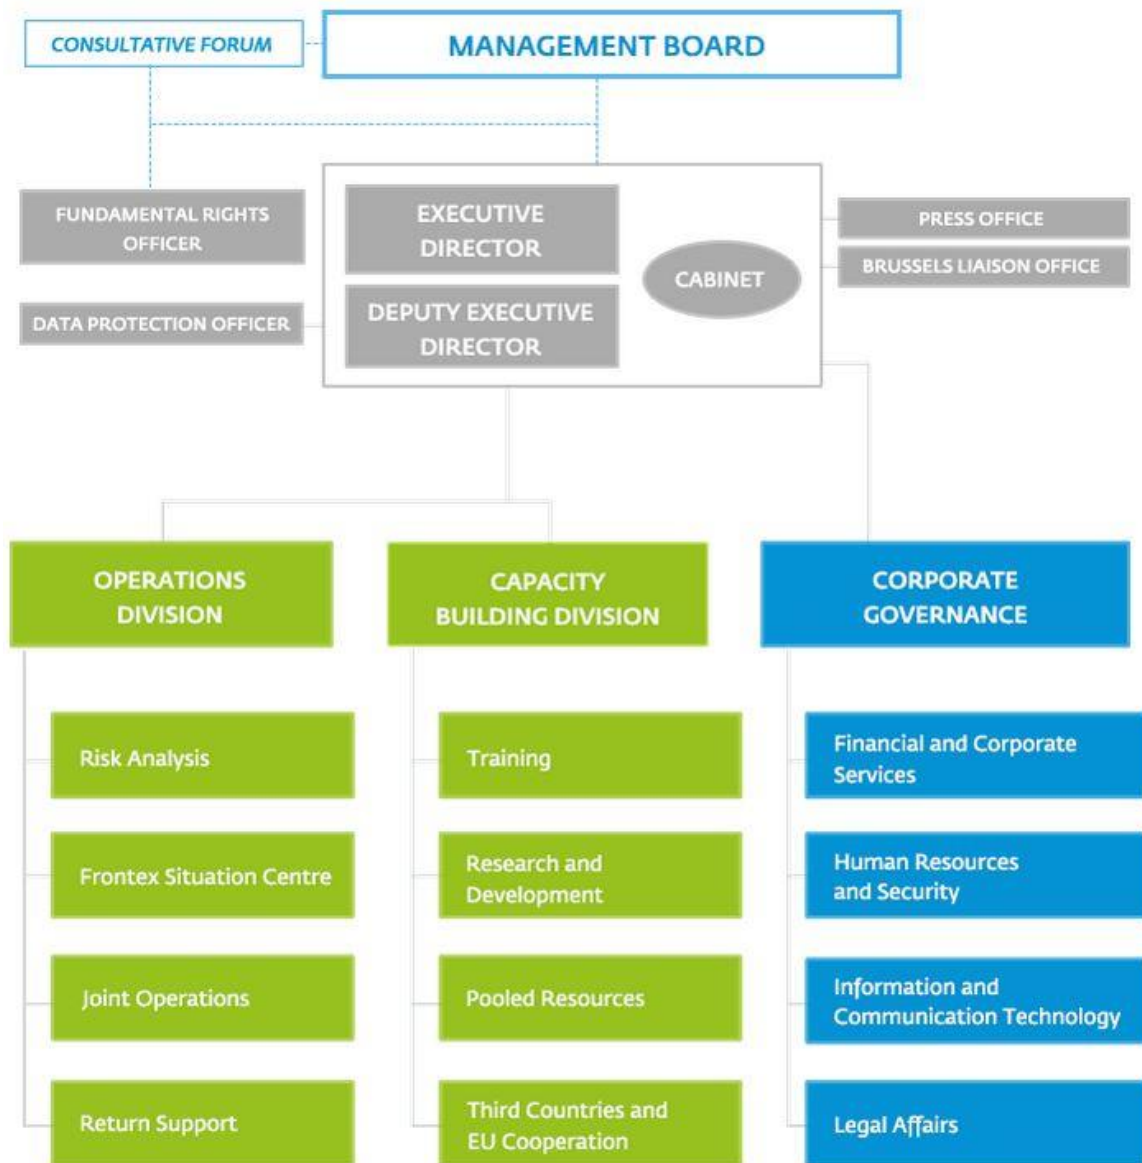 CONSULTATIVE FORUM
MANAGEMENT BOARD
FUNDAMENTAL RIGHTS
OFFICER
DATA PROTECTION OFFICER
EXECUTIVE
DIRECTOR
DEPUTY EXECUTIVE
DIRECTOR
CABINET
PRESS OFFICE
BRUSSELS LIAISON OFFICE
OPERATIONS
DIVISION
Risk Analysis
Frontex Situation Centre
Joint Operations
Return Support
CAPACITY
BUILDING DIVISION
Training
Research and
Development
Pooled Resources
Third Countries and
EU Cooperation
CORPORATE
GOVERNANCE
Financial and Corporate
Services
Human Resources
and Security
Information and
Communication Technology
Legal Affairs